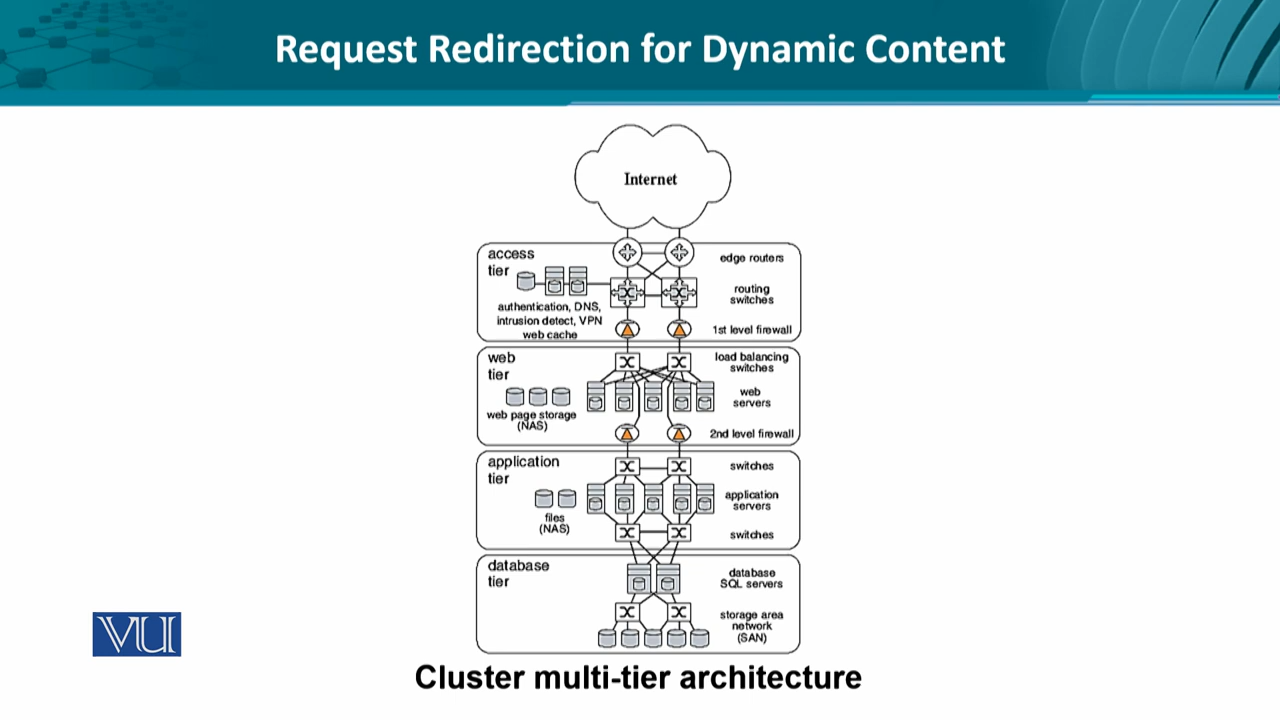 Request Redirection for Dynamic Content
Internet
access
tier
edge routers
routing
switches
authentication, DNS,
intrusion detect, VPN
web cache
1st level firewall
web
tier
load balancing
switches
web
servers
web page storage
(NAS)
2nd level firewall
application
tier
switches
application
servers
files
(NAS)
switches
database
tier
database
SQL servers
storage area
network
(SAN)
VU
Cluster multi-tier architecture